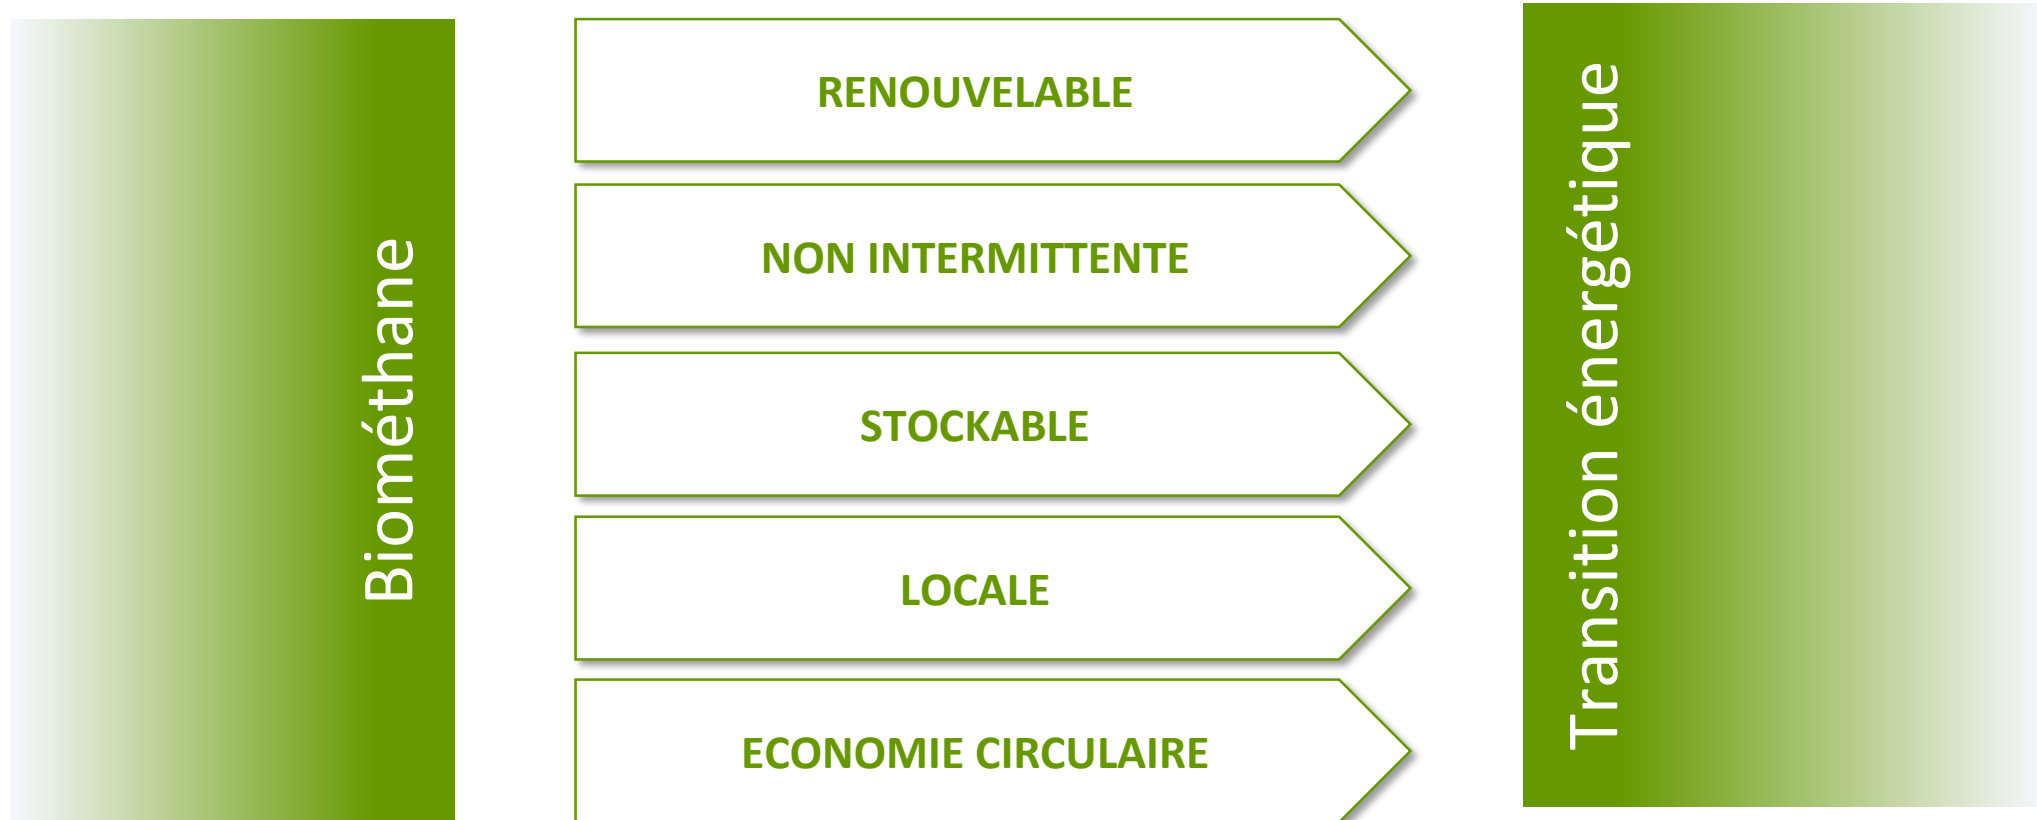 Biométhane
RENOUVELABLE
NON INTERMITTENTE
STOCKABLE
LOCALE
ECONOMIE CIRCULAIRE
Transition énergétique